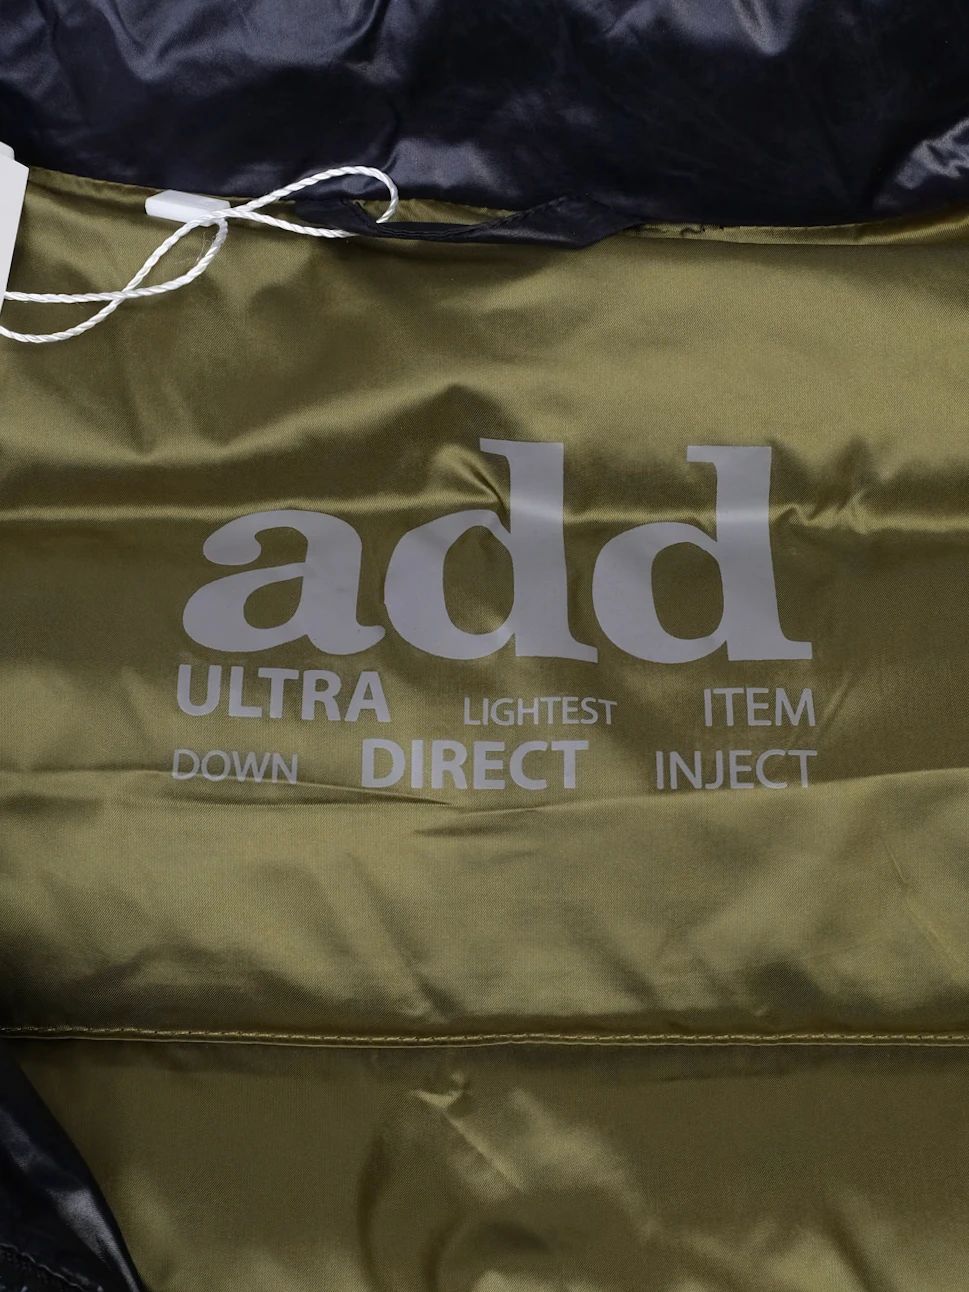 add
ULTRA LIGHTEST ITEM
DOWN DIRECT INJECT